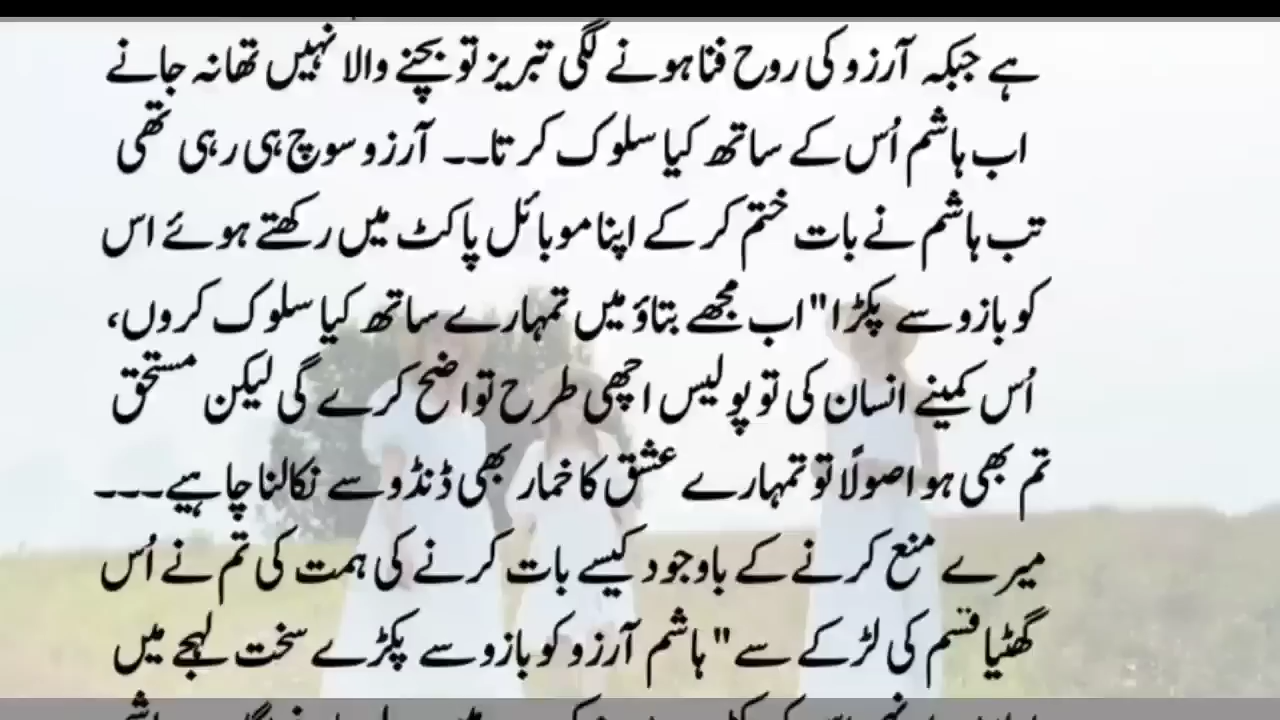 ہے جبکہ آرزو کی روح فنا ہونے لگی تبریز تو بچنے والا نہیں تھا نہ جانے
اب ہاشم اُس کے ساتھ کیا سلوک کرتا۔۔ آرزو سوچ ہی رہی تھی
تب ہاشم نے بات ختم کر کے اپنا موبائل پاکٹ میں رکھتے ہوئے اس
کو بازو سے پکڑا "اب مجھے بتاؤ میں تمہارے ساتھ کیا سلوک کروں،
اُس کمینے انسان کی تو پولیس اچھی طرح تواضح کرے گی لیکن مستحق
تم بھی ہو اصولاً تو تمہارے عشق کا خمار بھی ڈنڈو سے نکالنا چاہیے۔۔۔
میرے منع کرنے کے باوجود کیسے بات کرنے کی ہمت کی تم نے اُس
گھٹیا قسم کی لڑکے سے" ہاشم آرزو کو بازو سے پکڑے سخت لہجے میں